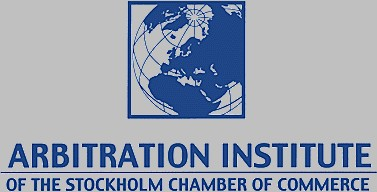 ARBITRATION INSTITUTE
OF THE STOCKHOLM CHAMBER OF COMMERCE